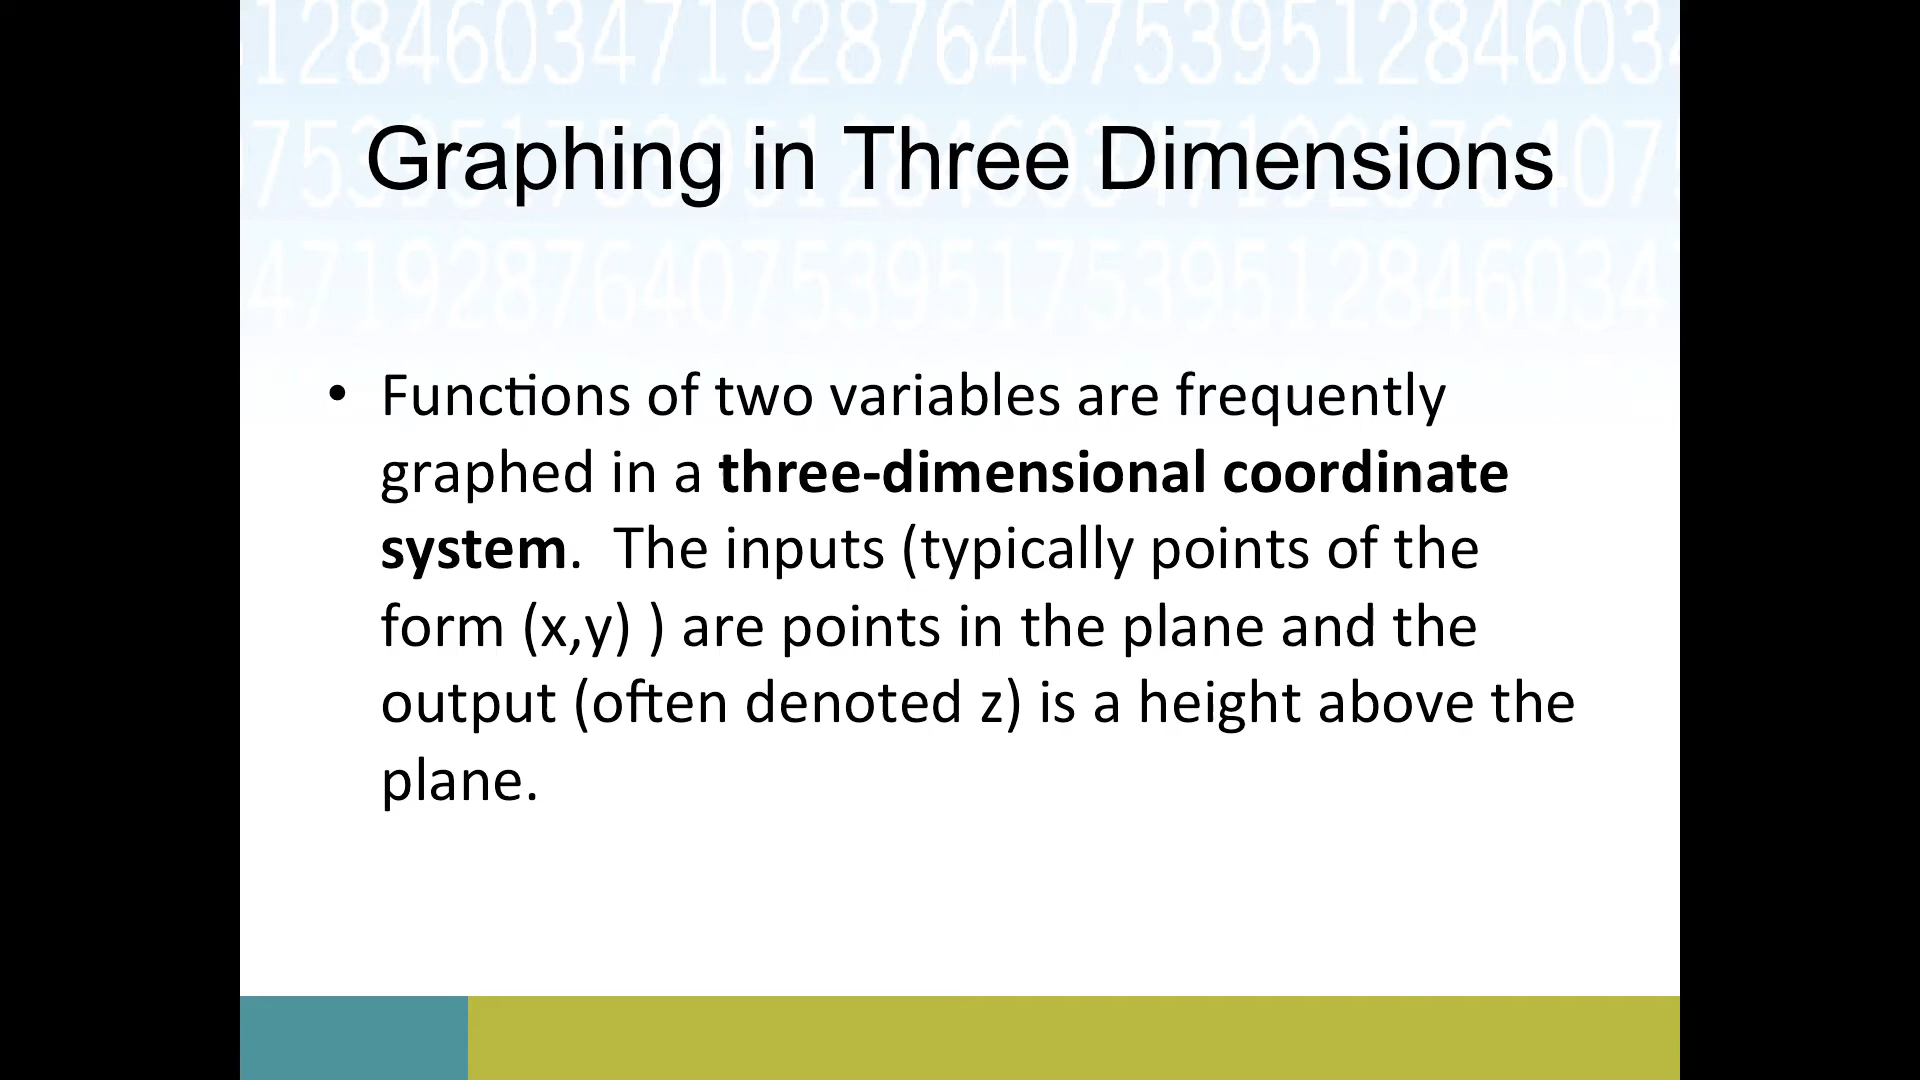 128460347192876407539512846034
Graphing in Three Dimensions
47192876407539517539512846034
• Functions of two variables are frequently
graphed in a three-dimensional coordinate
system.  The inputs (typically points of the
form (x,y) ) are points in the plane and the
output (often denoted z) is a height above the
plane.